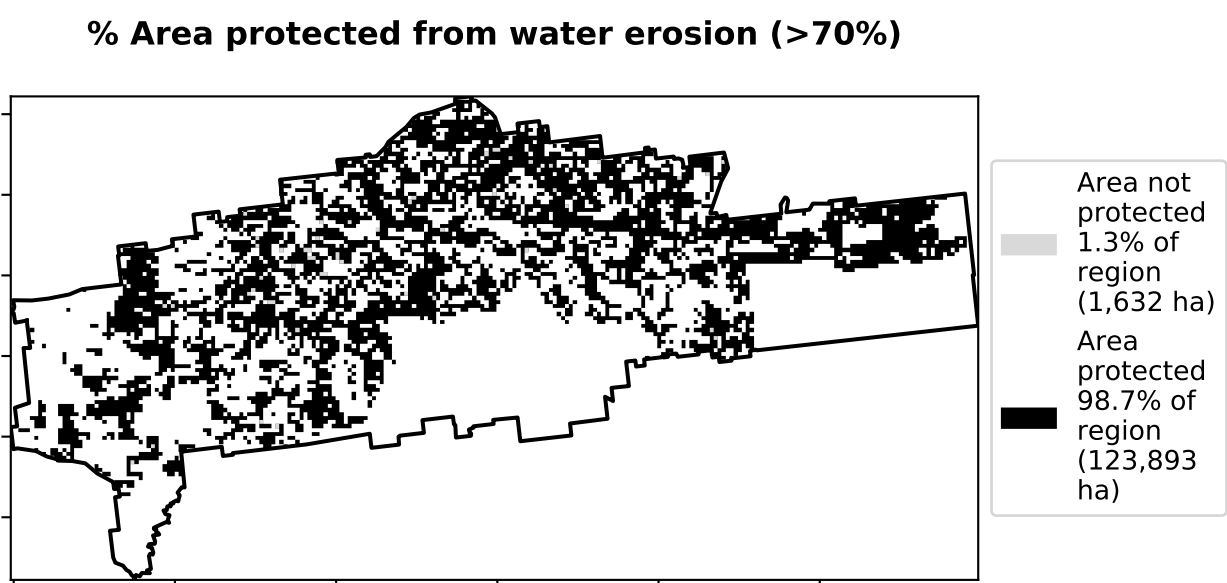 % Area protected from water erosion (>70%)
Area not
protected
1.3% of
region
(1,632 ha)
Area
protected
98.7% of
region
(123,893
ha)